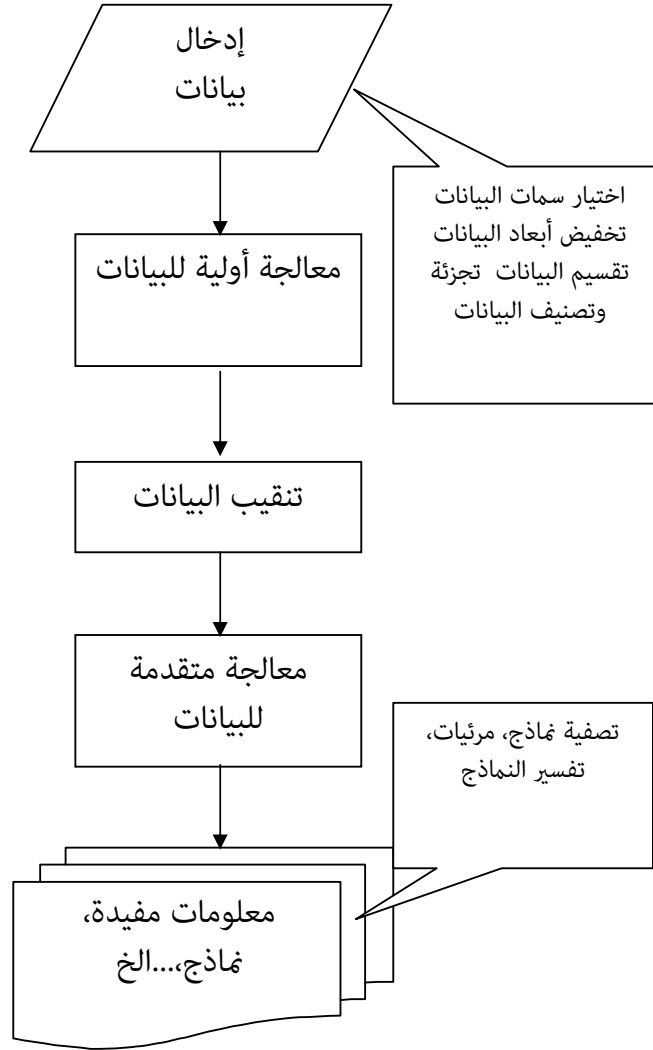 إدخال
بيانات
اختيار سمات البيانات
تخفيض أبعاد البيانات
تقسيم البيانات تجزئة
وتصنيف البيانات
معالجة أولية للبيانات
تنقيب البيانات
معالجة متقدمة
للبيانات
تصفية نماذج، مرئيات،
تفسير النماذج
معلومات مفيدة،
نماذج،...الخ